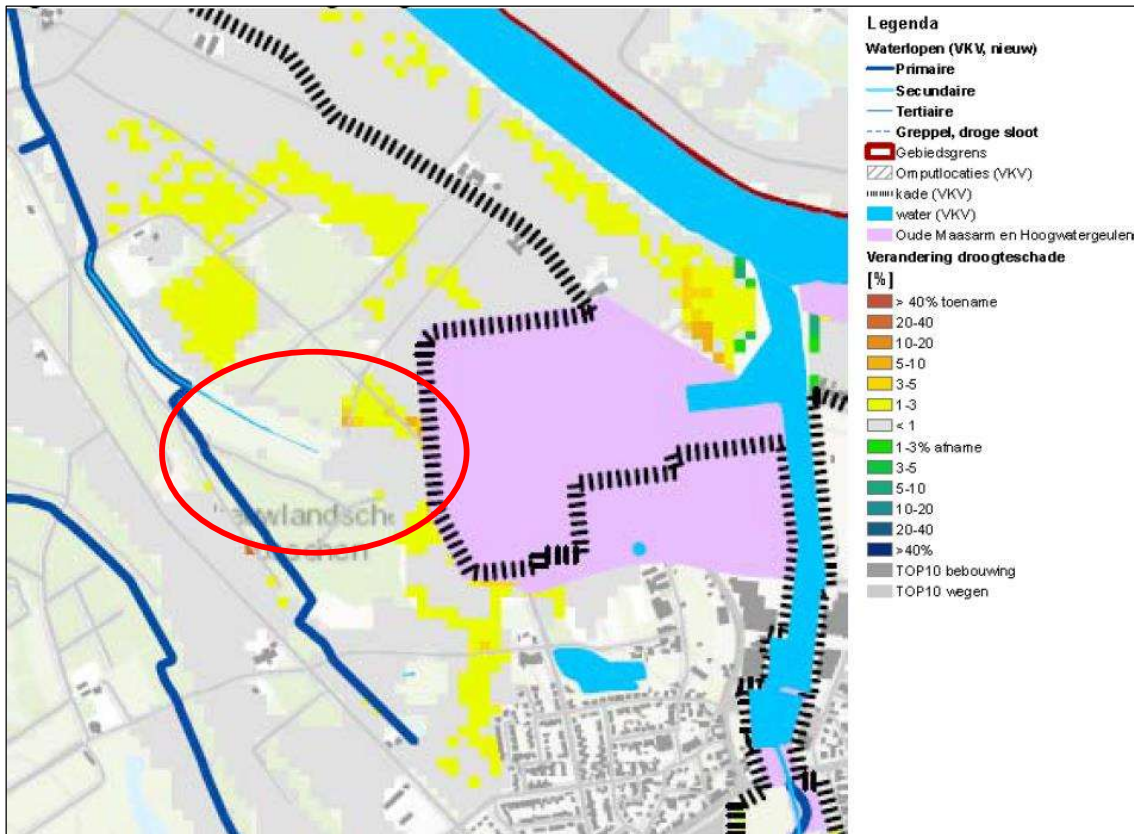 Legenda
Waterlopen (VKV, nieuw)
Primaire
Secundaire
Tertiaire
Greppel, droge sloot
Gebiedsgrens
Omputlocaties (VKV)
kade (VKV)
water (VKV)
Oude Maasarm en Hoogwatergeulen
Verandering droogteschade
[%]
> 40% toename
20-40
10-20
5-10
3-5
1-3
< 1
1-3% afname
3-5
5-10
10-20
20-40
>40%
TOP10 bebouwing
TOP10 wegen